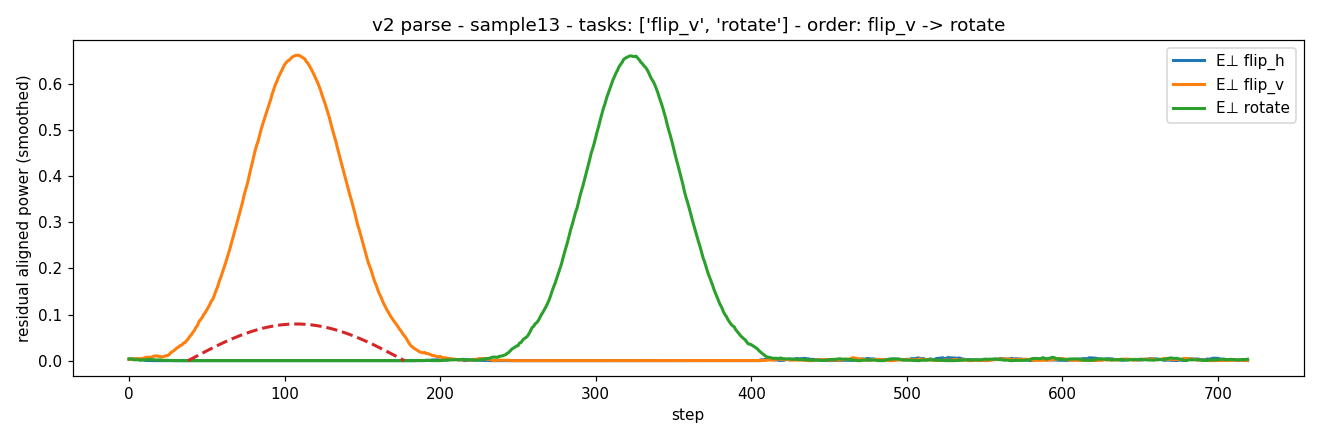 v2 parse - sample13 - tasks: ['flip_v', 'rotate'] - order: flip_v -> rotate
residual aligned power (smoothed)
0.6
0.5
0.4
0.3
0.2
0.1
0.0
E⊥ flip_h
E⊥ flip_v
E⊥ rotate
0 100 200 300 400 500 600 700
step